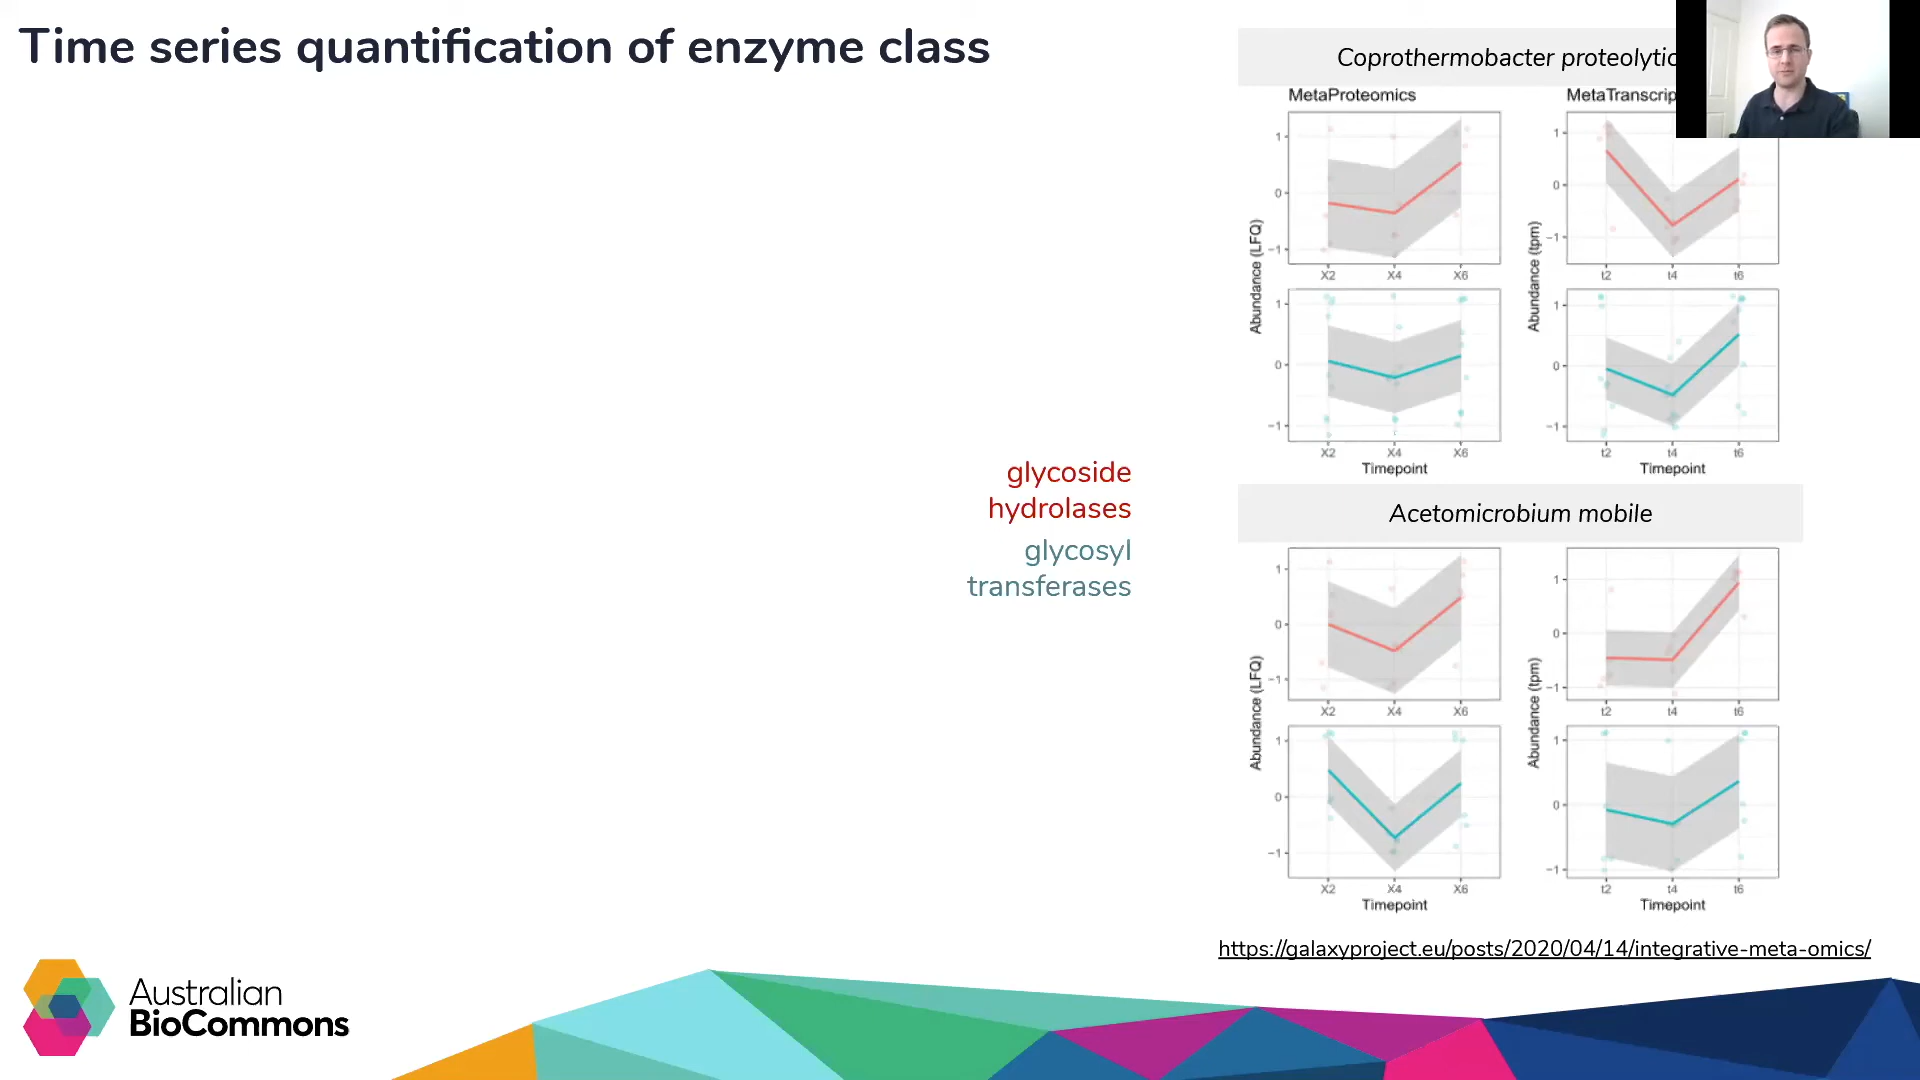 Time series quantification of enzyme class
Coprothermobacter
MetaProteomics
Abundance (LFQ)
1
0
−1
X2 X4 X6
1
0
−1
X2 X4 X6
Timepoint
Abundance (tpm)
1
0
−1
t2 t4 t6
1
0
−1
t2 t4 t6
Timepoint
glycoside
hydrolases
glycosyl
transferases
Acetomicrobium mobile
Abundance (LFQ)
1
0
−1
X2 X4 X6
1
0
−1
X2 X4 X6
Timepoint
Abundance (tpm)
1
0
−1
t2 t4 t6
1
0
−1
t2 t4 t6
Timepoint
https://galaxyproject.eu/posts/2020/04/14/integrative-meta-omics/
Australian
BioCommons